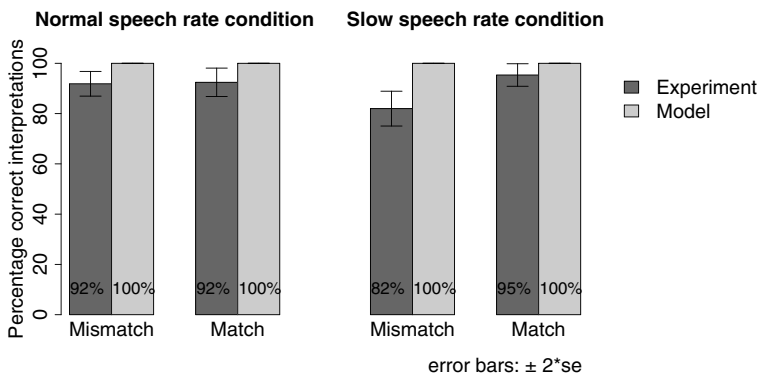 Normal speech rate condition
Slow speech rate condition
Percentage correct interpretations
100
80
60
40
20
0
92%
100%
92%
100%
82%
100%
95%
100%
Mismatch
Match
Mismatch
Match
Experiment
Model
error bars: ± 2*se